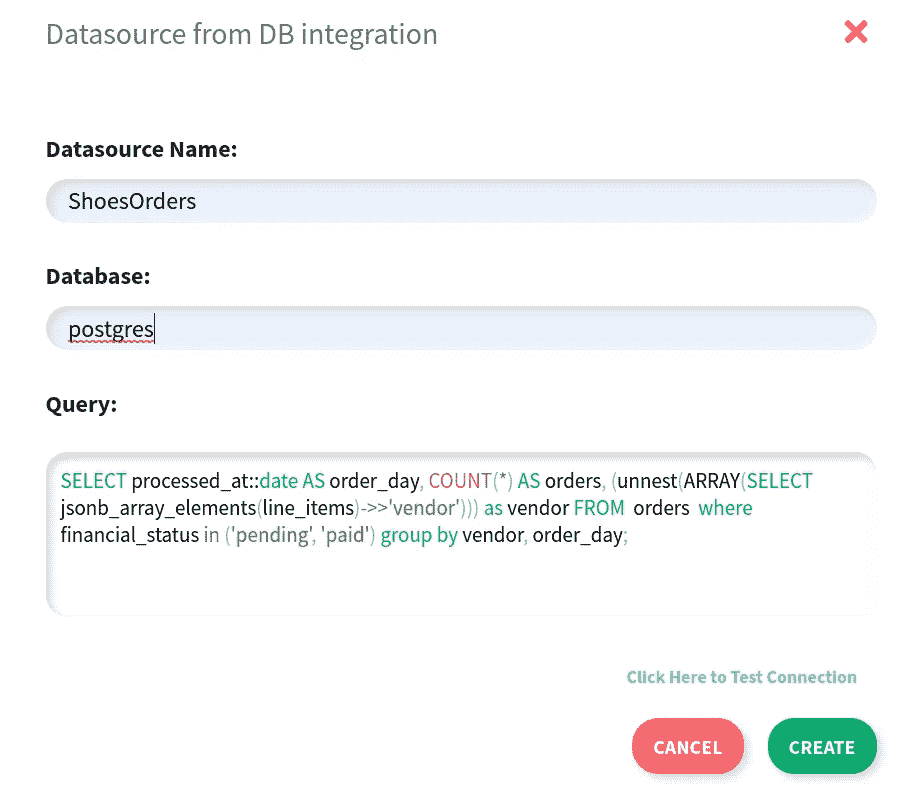 Datasource from DB integration
Datasource Name:
ShoesOrders
Database:
postgres
Query:
SELECT processed_at::date AS order_day, COUNT(*) AS orders, (unnest(ARRAY(SELECT
jsonb_array_elements(line_items)->>'vendor'))) as vendor FROM  orders  where
financial_status in ('pending', 'paid') group by vendor, order_day;
Click Here to Test Connection
CANCEL
CREATE